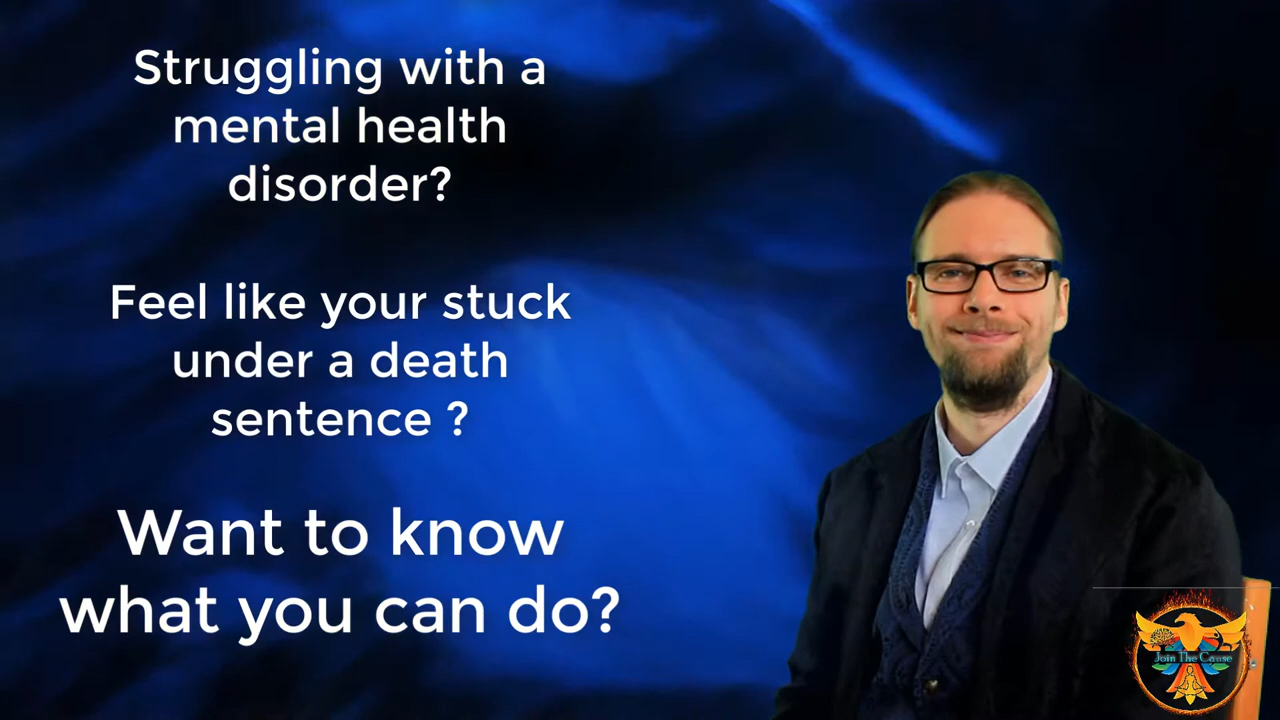 Struggling with a
mental health
disorder?
Feel like your stuck
under a death
sentence ?
Want to know
what you can do?
Join The Cause